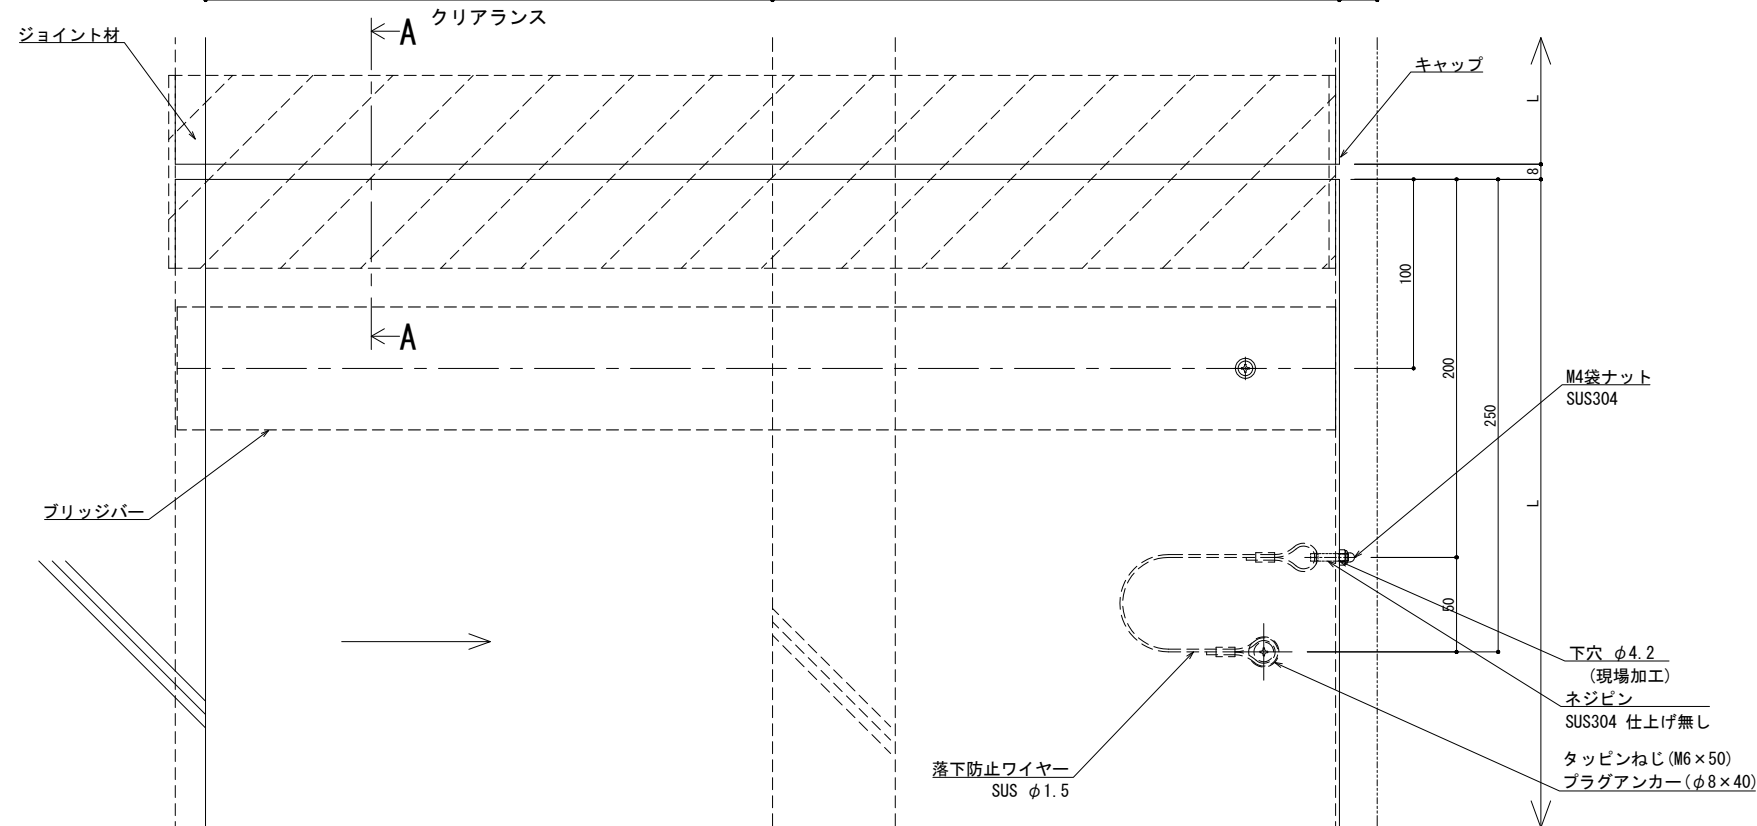 クリアランス
ジョイント材
A
キャップ
L
8
100
A
200
M4袋ナット
SUS304
250
ブリッジバー
L
50
下穴 φ4.2
(現場加工)
ネジピン
SUS304 仕上げ無し
落下防止ワイヤー
SUS φ1.5
タッピンねじ(M6×50)
プラグアンカー(φ8×40)